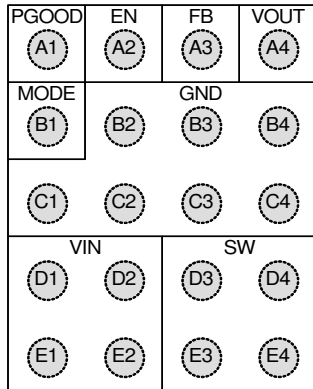 PGOOD EN FB VOUT
A1 A2 A3 A4
MODE GND
B1 B2 B3 B4
C1 C2 C3 C4
VIN SW
D1 D2 D3 D4
E1 E2 E3 E4